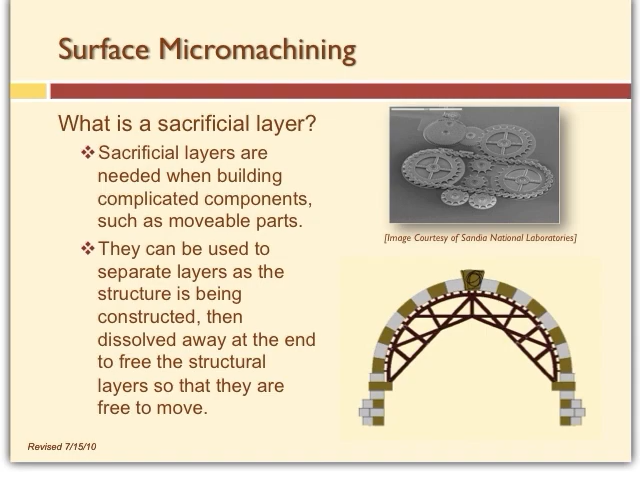 Surface Micromachining
What is a sacrificial layer?
❖Sacrificial layers are
needed when building
complicated components,
such as moveable parts.
❖They can be used to
separate layers as the
structure is being
constructed, then
dissolved away at the end
to free the structural
layers so that they are
free to move.
[Image Courtesy of Sandia National Laboratories]
Revised 7/15/10